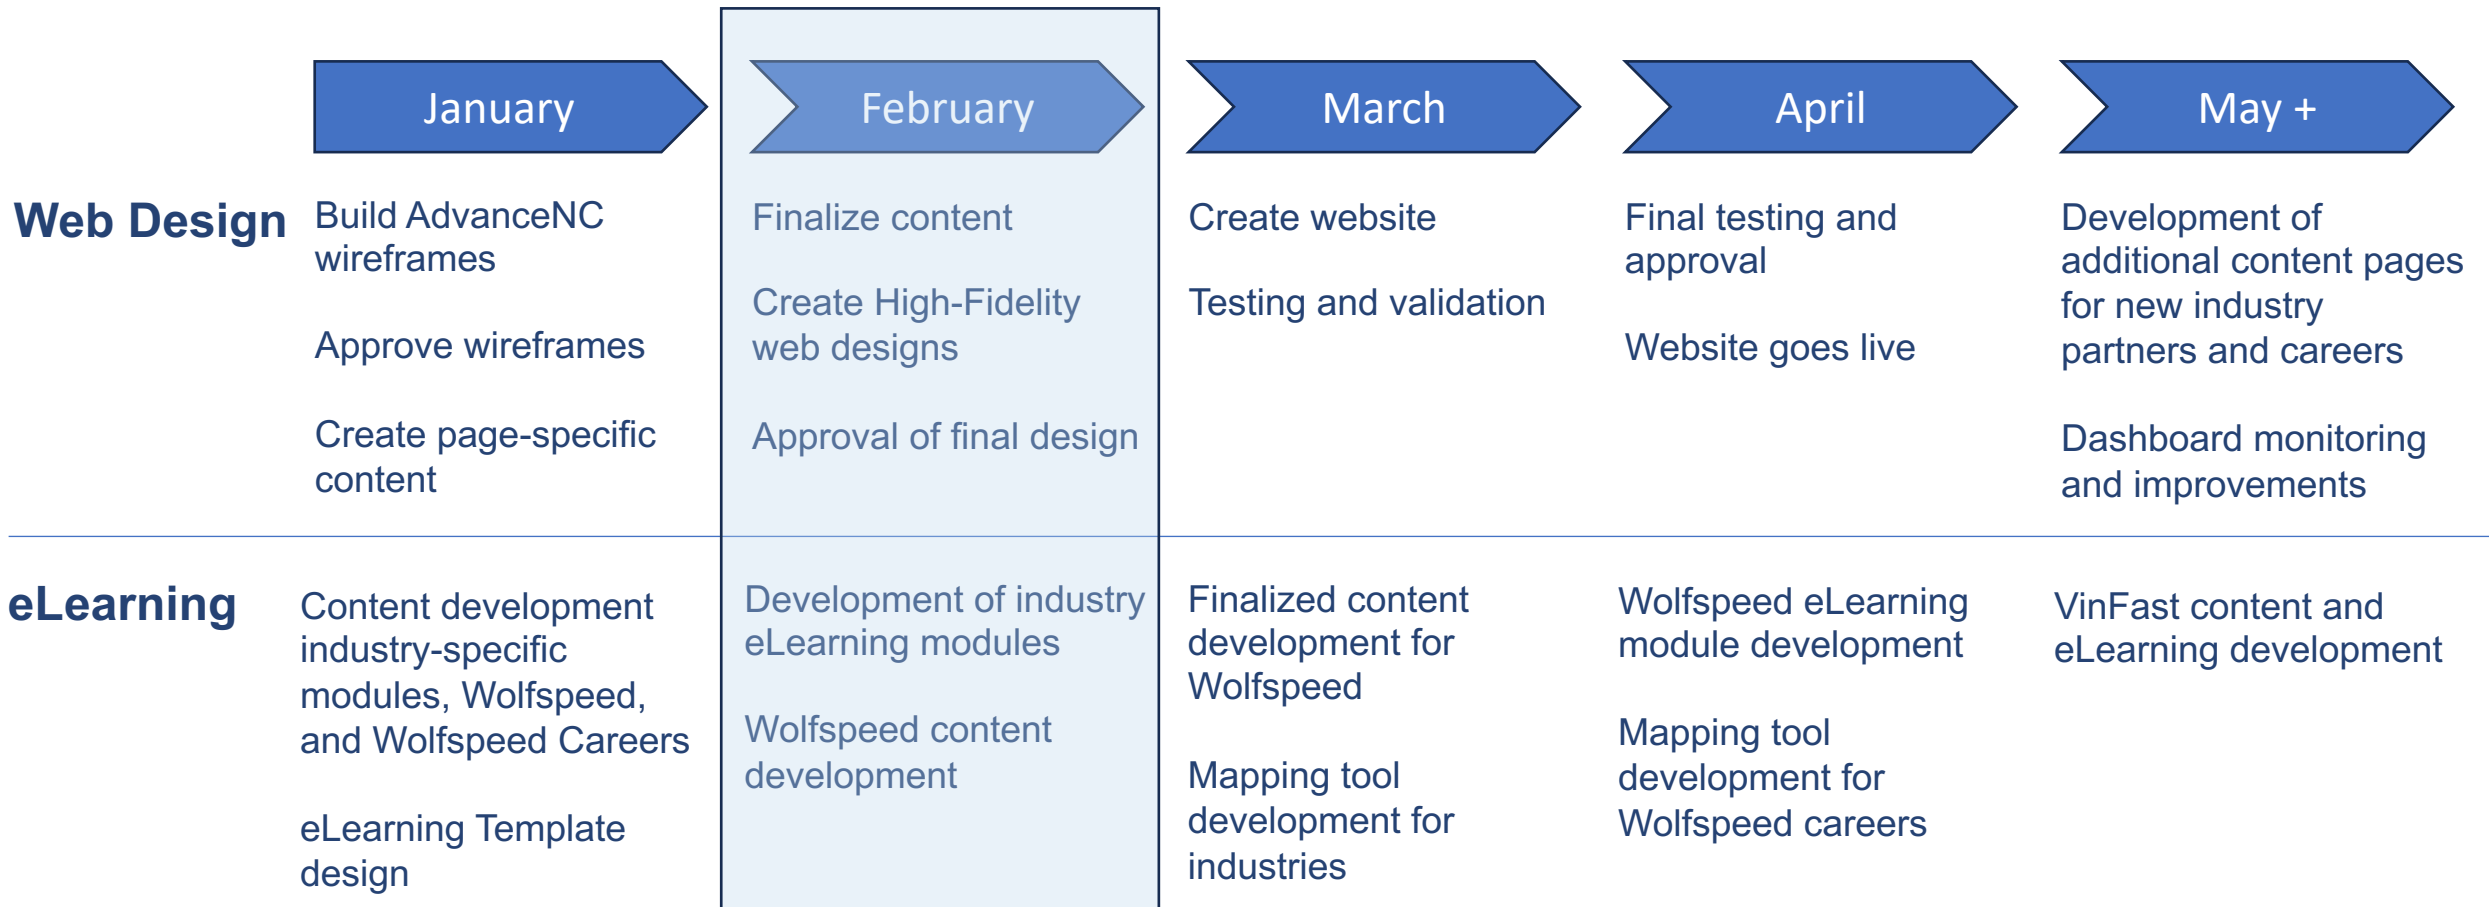 January
February
March
April
May +
Web Design
Build AdvanceNC
wireframes
Approve wireframes
Create page-specific
content
Finalize content
Create High-Fidelity
web designs
Approval of final design
Create website
Testing and validation
Final testing and
approval
Website goes live
Development of
additional content pages
for new industry
partners and careers
Dashboard monitoring
and improvements
eLearning
Content development
industry-specific
modules, Wolfspeed,
and Wolfspeed Careers
eLearning Template
design
Development of industry
eLearning modules
Wolfspeed content
development
Finalized content
development for
Wolfspeed
Mapping tool
development for
industries
Wolfspeed eLearning
module development
Mapping tool
development for
Wolfspeed careers
VinFast content and
eLearning development